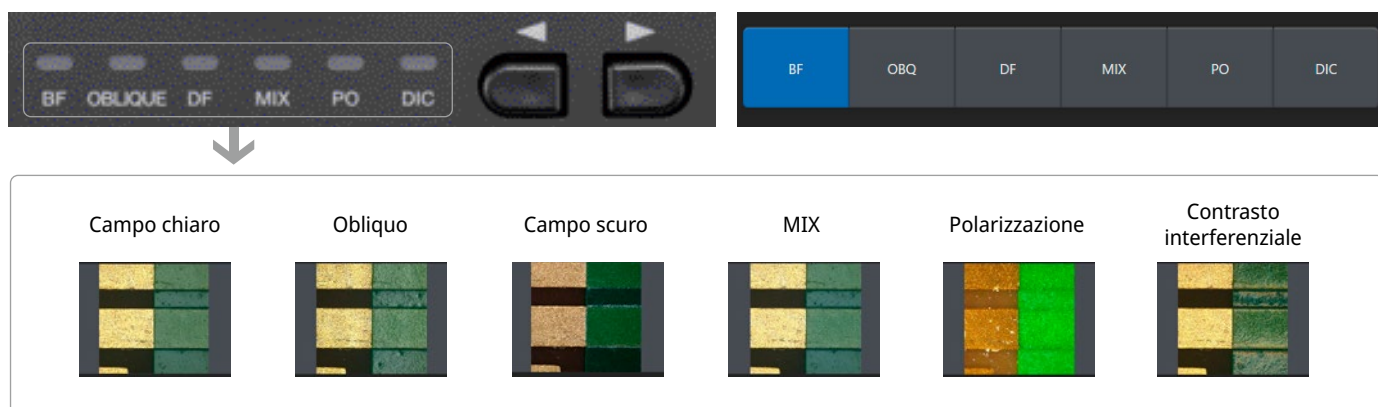 BF OBLIQUE DF MIX PO DIC
BF OBQ DF MIX PO DIC
Campo chiaro
Obliquo
Campo scuro
MIX
Polarizzazione
Contrasto
interferenziale